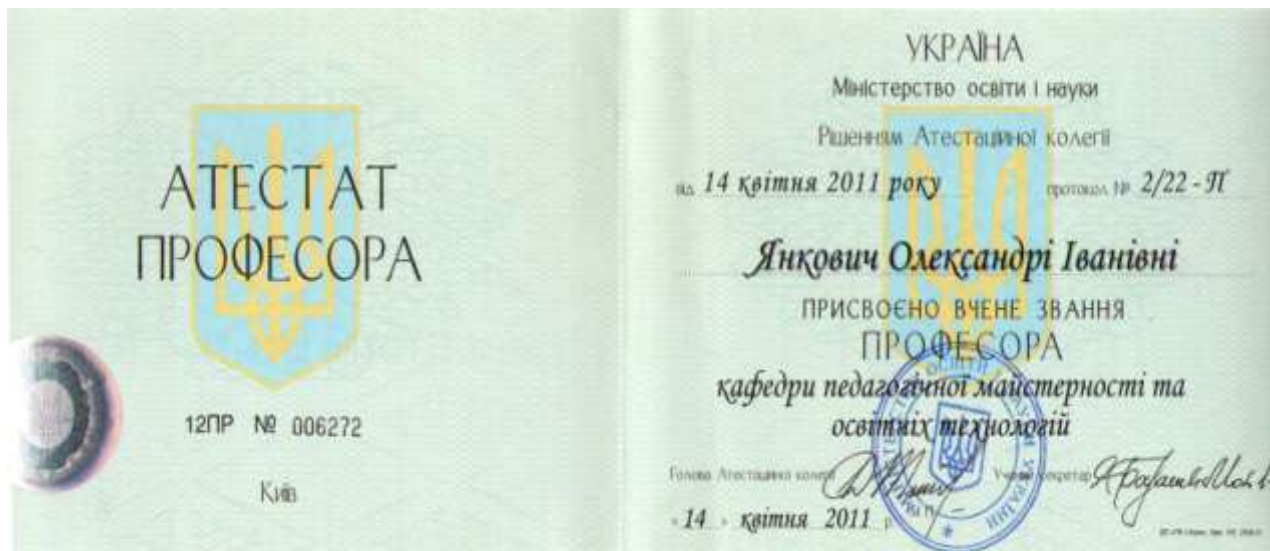 АТЕСТАТ
ПРОФЕСОРА
12ПР № 006272
Київ
УКРАЇНА
Міністерство освіти і науки
Рішенням Атестаційної колегії
від 14 квітня 2011 року протокол № 2/22 - П
Янкович Олександрі Іванівні
ПРИСВОЄНО ВЧЕНЕ ЗВАННЯ
ПРОФЕСОРА
кафедри педагогічної майстерності та
освітніх технологій
Голова Атестаційної колегії Учений секретар
« 14 » квітня 2011 р.